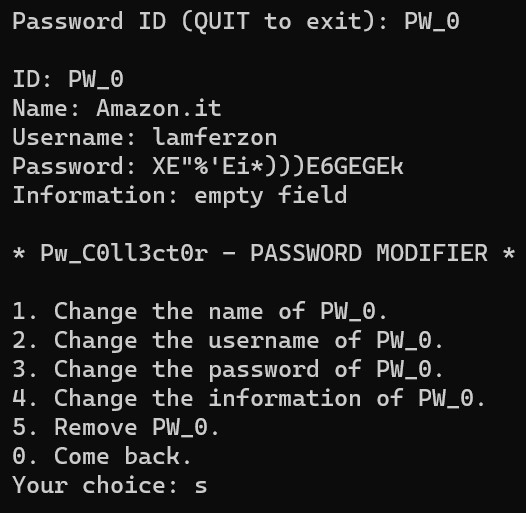 Password ID (QUIT to exit): PW_0
ID: PW_0
Name: Amazon.it
Username: lamferzon
Password: XE"%'Ei*)))E6GEGEk
Information: empty field
* Pw_C0ll3ct0r - PASSWORD MODIFIER *
1. Change the name of PW_0.
2. Change the username of PW_0.
3. Change the password of PW_0.
4. Change the information of PW_0.
5. Remove PW_0.
0. Come back.
Your choice: s